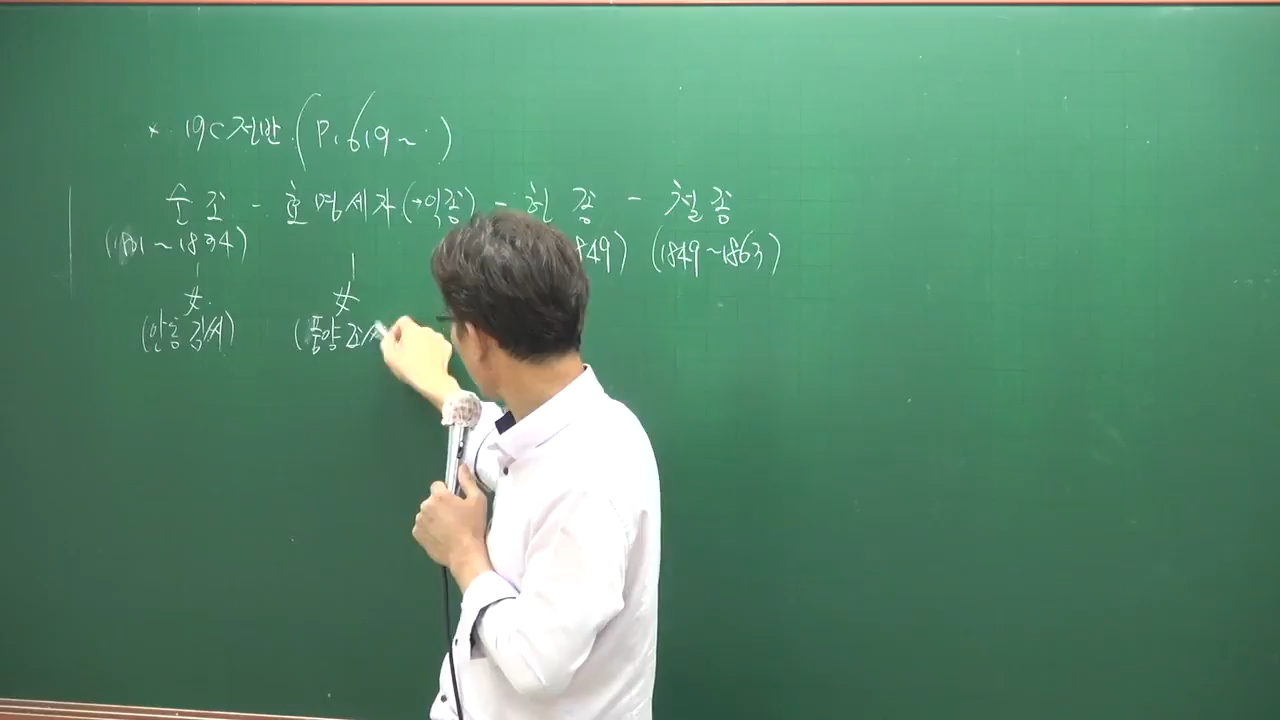 * 19C 전반 (P. 619~ )
순조 - 효명세자(→익종) - 헌종 - 철종
(1801~1834) 849) (1849~1863)
女 女
(안동김씨) (풍양조씨